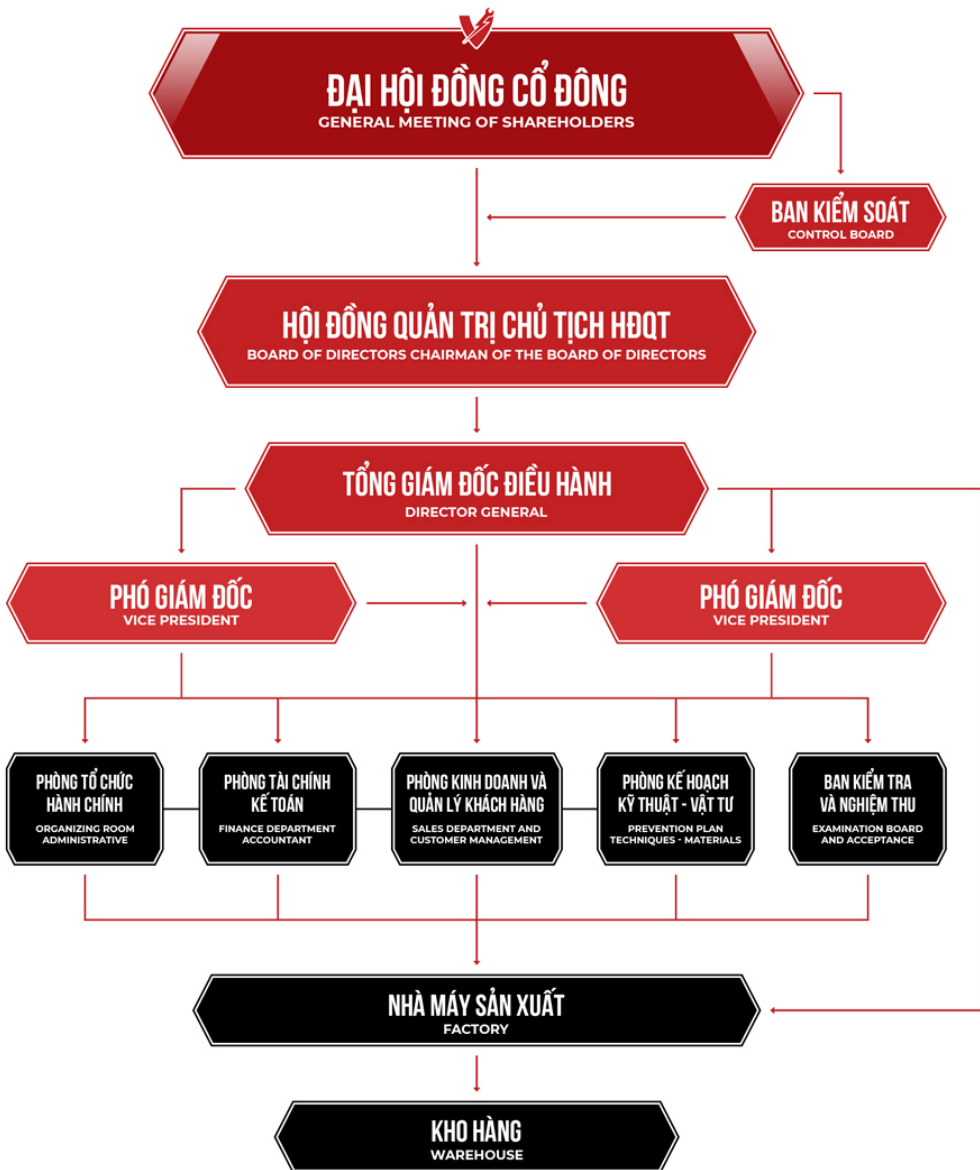 ĐẠI HỘI ĐỒNG CỔ ĐÔNG
GENERAL MEETING OF SHAREHOLDERS
BAN KIỂM SOÁT
CONTROL BOARD
HỘI ĐỒNG QUẢN TRỊ CHỦ TỊCH HĐQT
BOARD OF DIRECTORS CHAIRMAN OF THE BOARD OF DIRECTORS
TỔNG GIÁM ĐỐC ĐIỀU HÀNH
DIRECTOR GENERAL
PHÓ GIÁM ĐỐC
VICE PRESIDENT
PHÓ GIÁM ĐỐC
VICE PRESIDENT
PHÒNG TỔ CHỨC
HÀNH CHÍNH
ORGANIZING ROOM
ADMINISTRATIVE
PHÒNG TÀI CHÍNH
KẾ TOÁN
FINANCE DEPARTMENT
ACCOUNTANT
PHÒNG KINH DOANH VÀ
QUẢN LÝ KHÁCH HÀNG
SALES DEPARTMENT AND
CUSTOMER MANAGEMENT
PHÒNG KẾ HOẠCH
KỸ THUẬT - VẬT TƯ
PREVENTION PLAN
TECHNIQUES - MATERIALS
BAN KIỂM TRA
VÀ NGHIỆM THU
EXAMINATION BOARD
AND ACCEPTANCE
NHÀ MÁY SẢN XUẤT
FACTORY
KHO HÀNG
WAREHOUSE